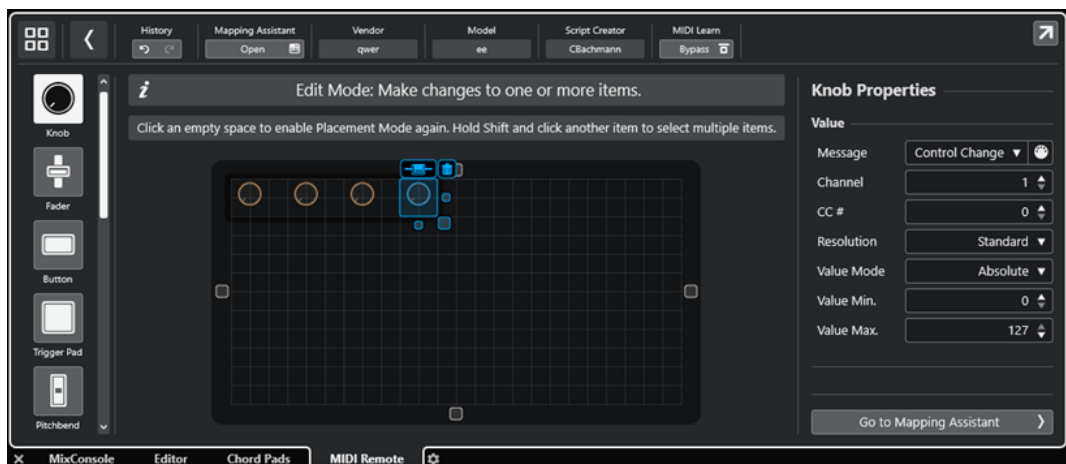 History
Mapping Assistant
Open
Vendor
qwer
Model
ee
Script Creator
CBachmann
MIDI Learn
Bypass
Knob
Fader
Button
Trigger Pad
Pitchbend
i
Edit Mode: Make changes to one or more items.
Click an empty space to enable Placement Mode again. Hold Shift and click another item to select multiple items.
Knob Properties
Value
Message Control Change
Channel 1
CC # 0
Resolution Standard
Value Mode Absolute
Value Min. 0
Value Max. 127
Go to Mapping Assistant
MixConsole Editor Chord Pads MIDI Remote